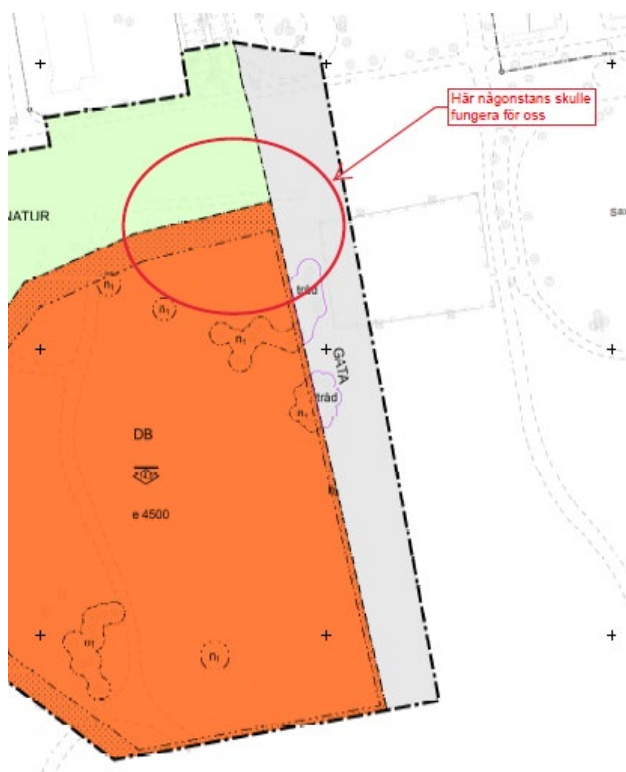 Här någonstans skulle
fungera för oss
NATUR
n₁
n₁
träd
n₁
GATA
träd
n₁
DB
e 4500
n₁
n₁